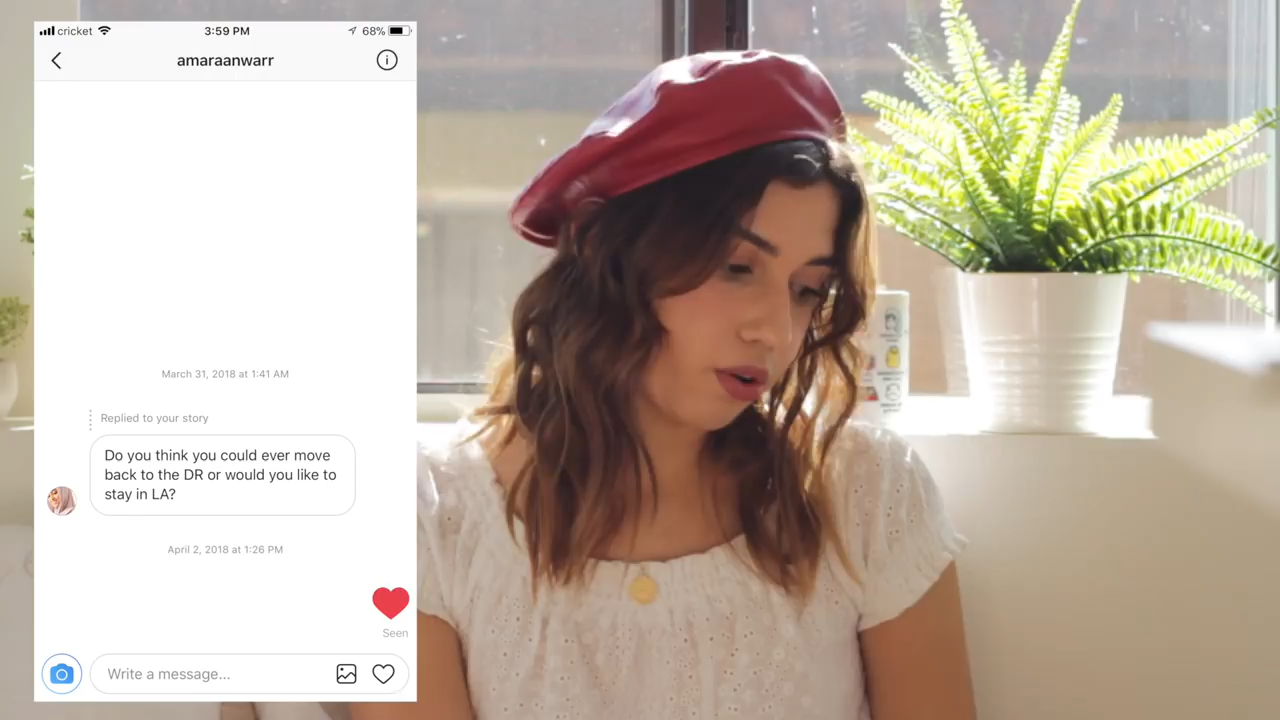 cricket 3:59 PM 68%
amaraanwarr
March 31, 2018 at 1:41 AM
Replied to your story
Do you think you could ever move
back to the DR or would you like to
stay in LA?
April 2, 2018 at 1:26 PM
Seen
Write a message...